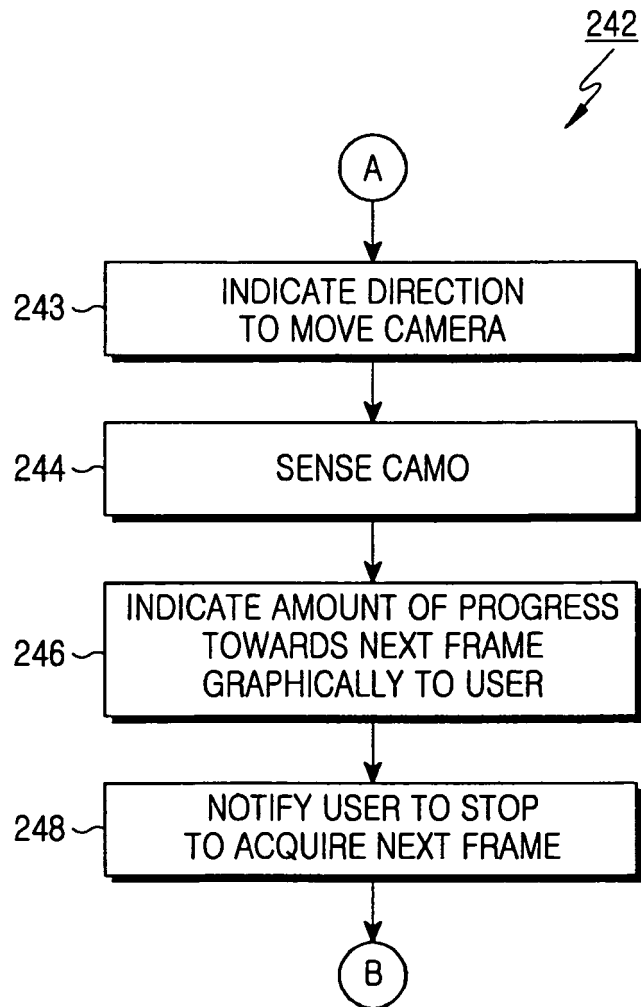 242
A
243
INDICATE DIRECTION
TO MOVE CAMERA
244
SENSE CAMO
246
INDICATE AMOUNT OF PROGRESS
TOWARDS NEXT FRAME
GRAPHICALLY TO USER
248
NOTIFY USER TO STOP
TO ACQUIRE NEXT FRAME
B